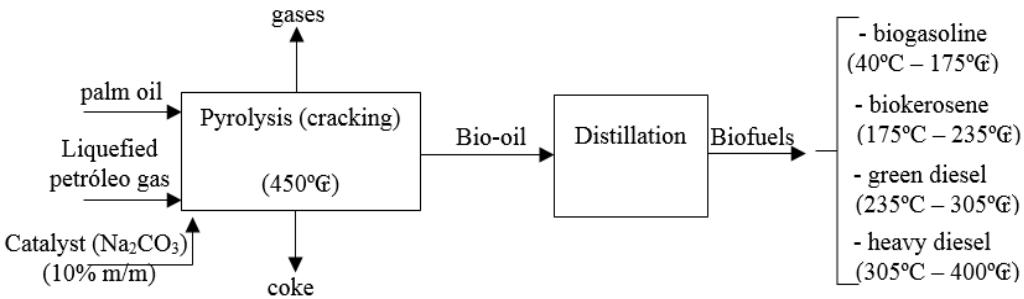 gases
palm oil
Liquefied
petróleo gas
Catalyst (Na₂CO₃)
(10% m/m)
Pyrolysis (cracking)
(450ºC)
coke
Bio-oil
Distillation
Biofuels
- biogasoline
(40ºC – 175ºC)
- biokerosene
(175ºC – 235ºC)
- green diesel
(235ºC – 305ºC)
- heavy diesel
(305ºC – 400ºC)